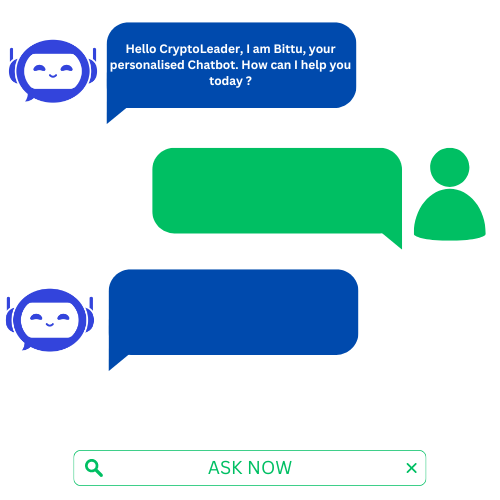 Hello CryptoLeader, I am Bittu, your
personalised Chatbot. How can I help you
today ?
ASK NOW